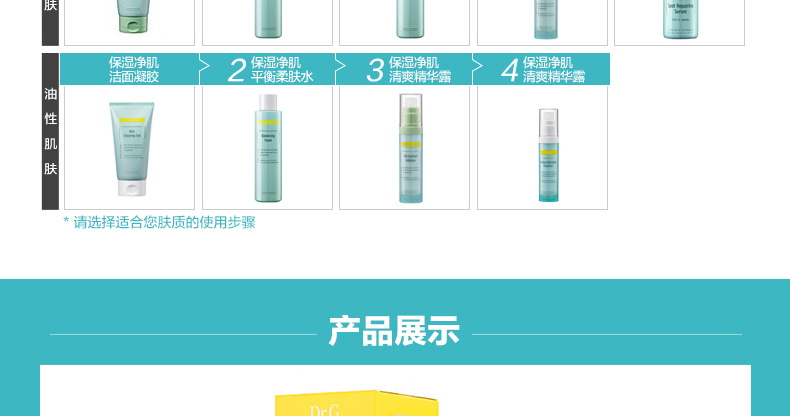 肤
Spot Repairing
Serum
油性肌肤
保湿净肌
洁面凝胶
2 保湿净肌
平衡柔肤水
3 保湿净肌
清爽精华露
4 保湿净肌
清爽精华露
* 请选择适合您肤质的使用步骤
产品展示
Dr.G